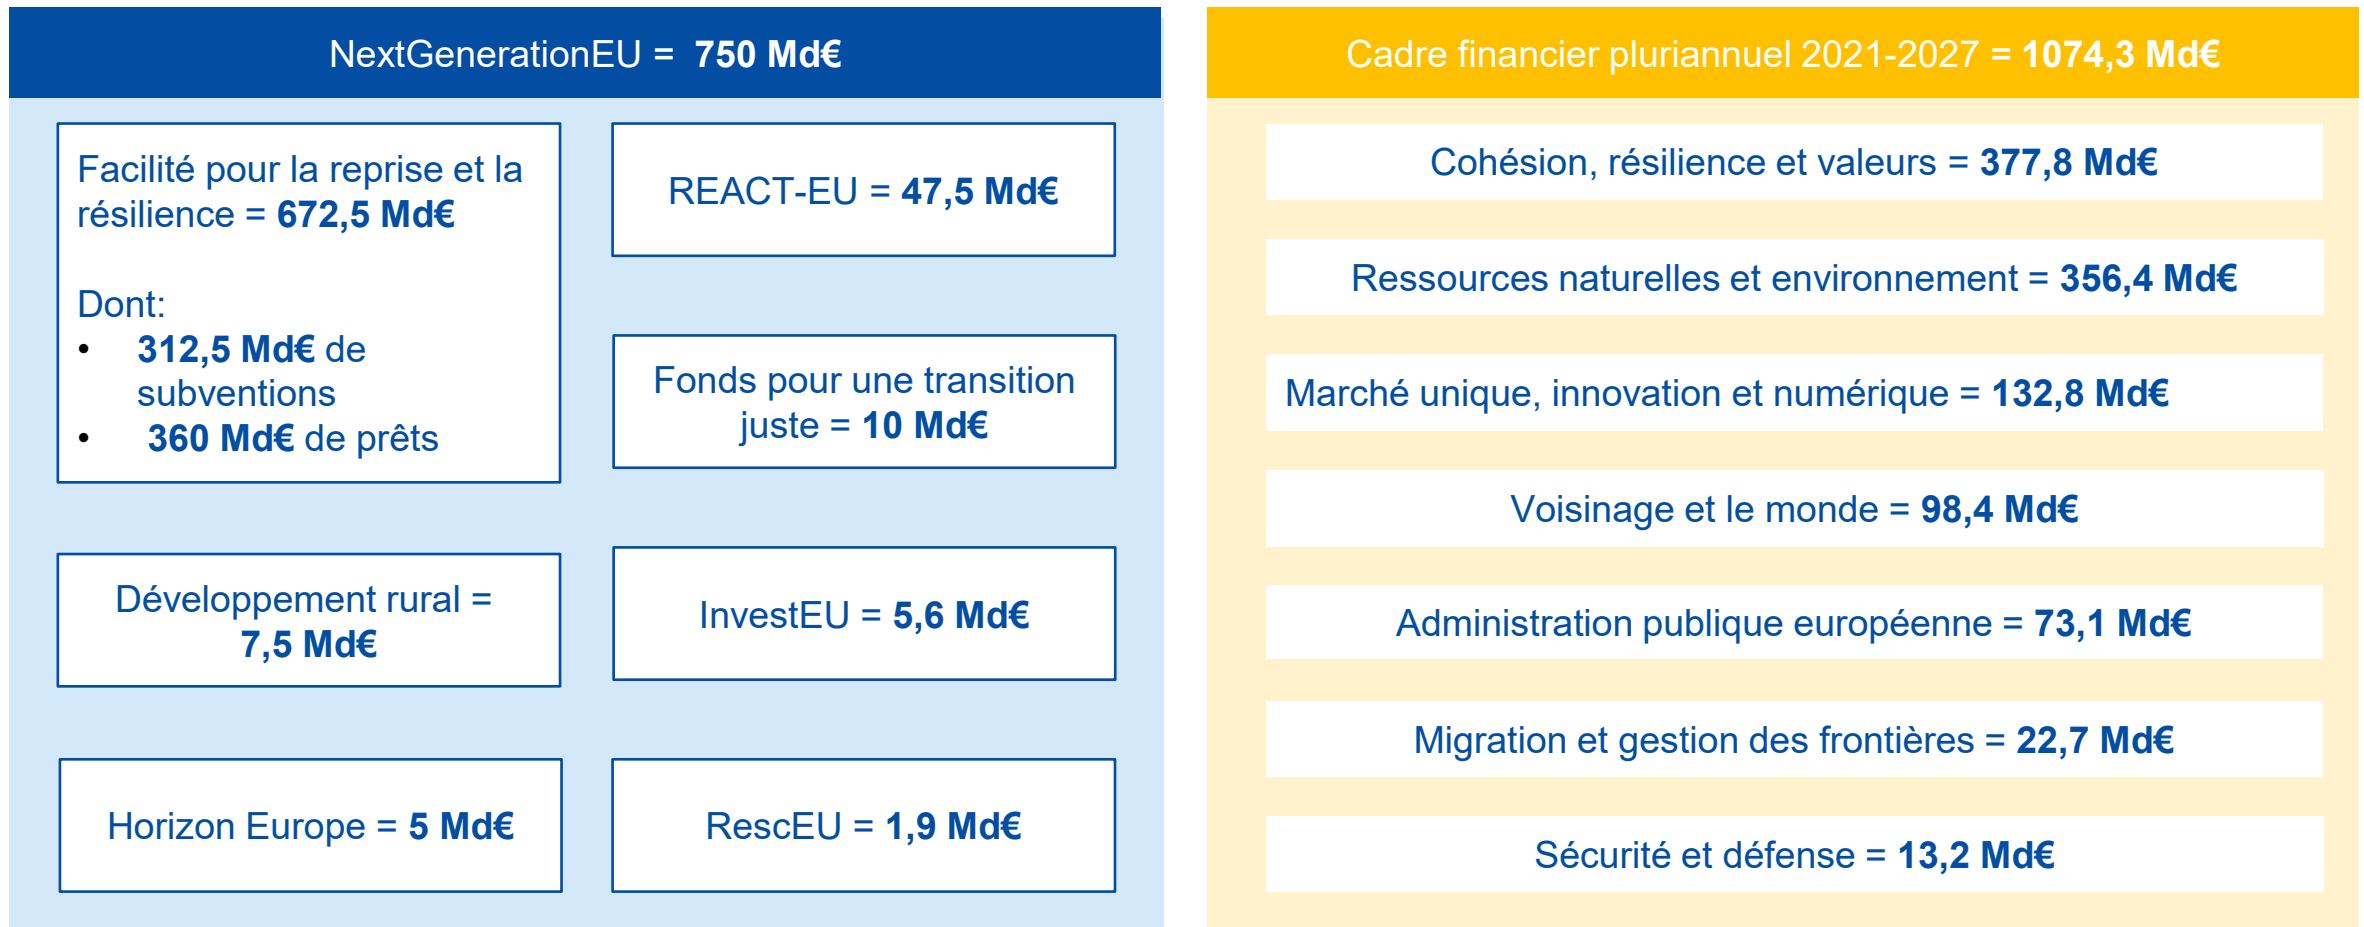 NextGenerationEU = 750 Md€
Facilité pour la reprise et la
résilience = 672,5 Md€
Dont:
• 312,5 Md€ de
subventions
• 360 Md€ de prêts
Développement rural =
7,5 Md€
Horizon Europe = 5 Md€
REACT-EU = 47,5 Md€
Fonds pour une transition
juste = 10 Md€
InvestEU = 5,6 Md€
RescEU = 1,9 Md€
Cadre financier pluriannuel 2021-2027 = 1074,3 Md€
Cohésion, résilience et valeurs = 377,8 Md€
Ressources naturelles et environnement = 356,4 Md€
Marché unique, innovation et numérique = 132,8 Md€
Voisinage et le monde = 98,4 Md€
Administration publique européenne = 73,1 Md€
Migration et gestion des frontières = 22,7 Md€
Sécurité et défense = 13,2 Md€